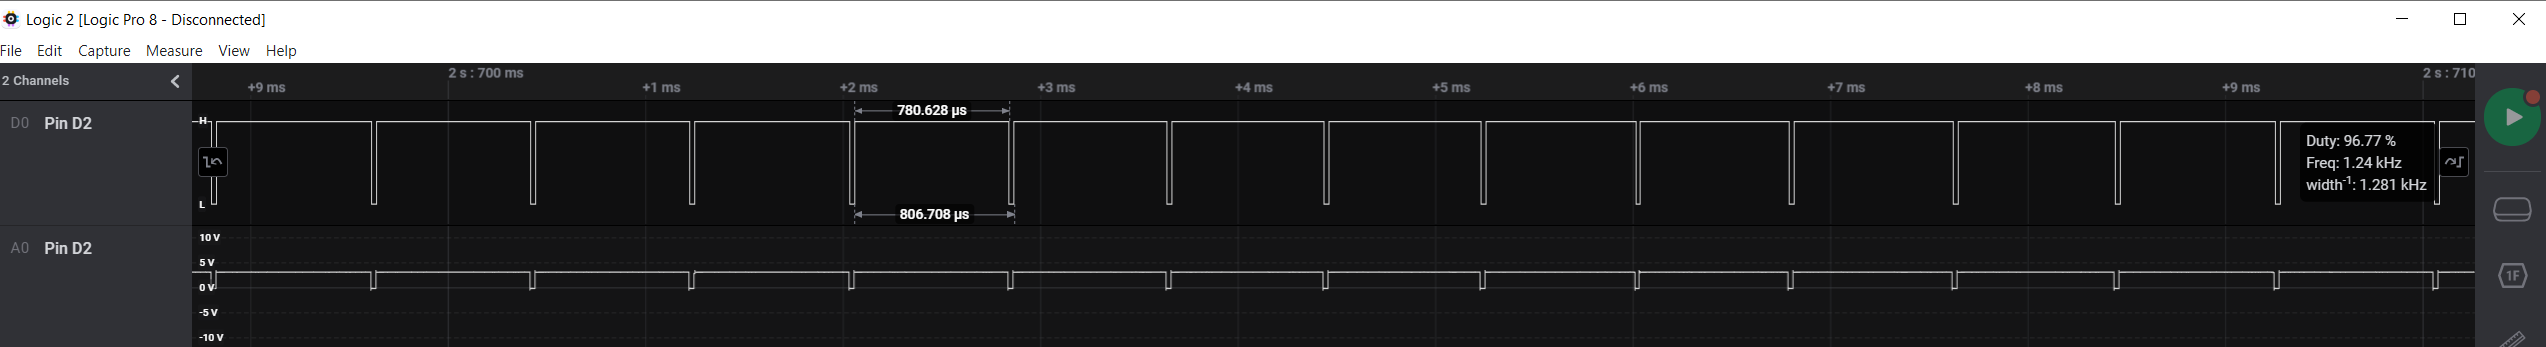 Logic 2 [Logic Pro 8 - Disconnected]
File Edit Capture Measure View Help
2 Channels
2 s : 700 ms 2 s : 710
+9 ms +1 ms +2 ms +3 ms +4 ms +5 ms +6 ms +7 ms +8 ms +9 ms
D0 Pin D2
H
780.628 µs
Duty: 96.77 %
Freq: 1.24 kHz
width-1: 1.281 kHz
L
806.708 µs
A0 Pin D2
10 V
5 V
0 V
-5 V
-10 V
1F